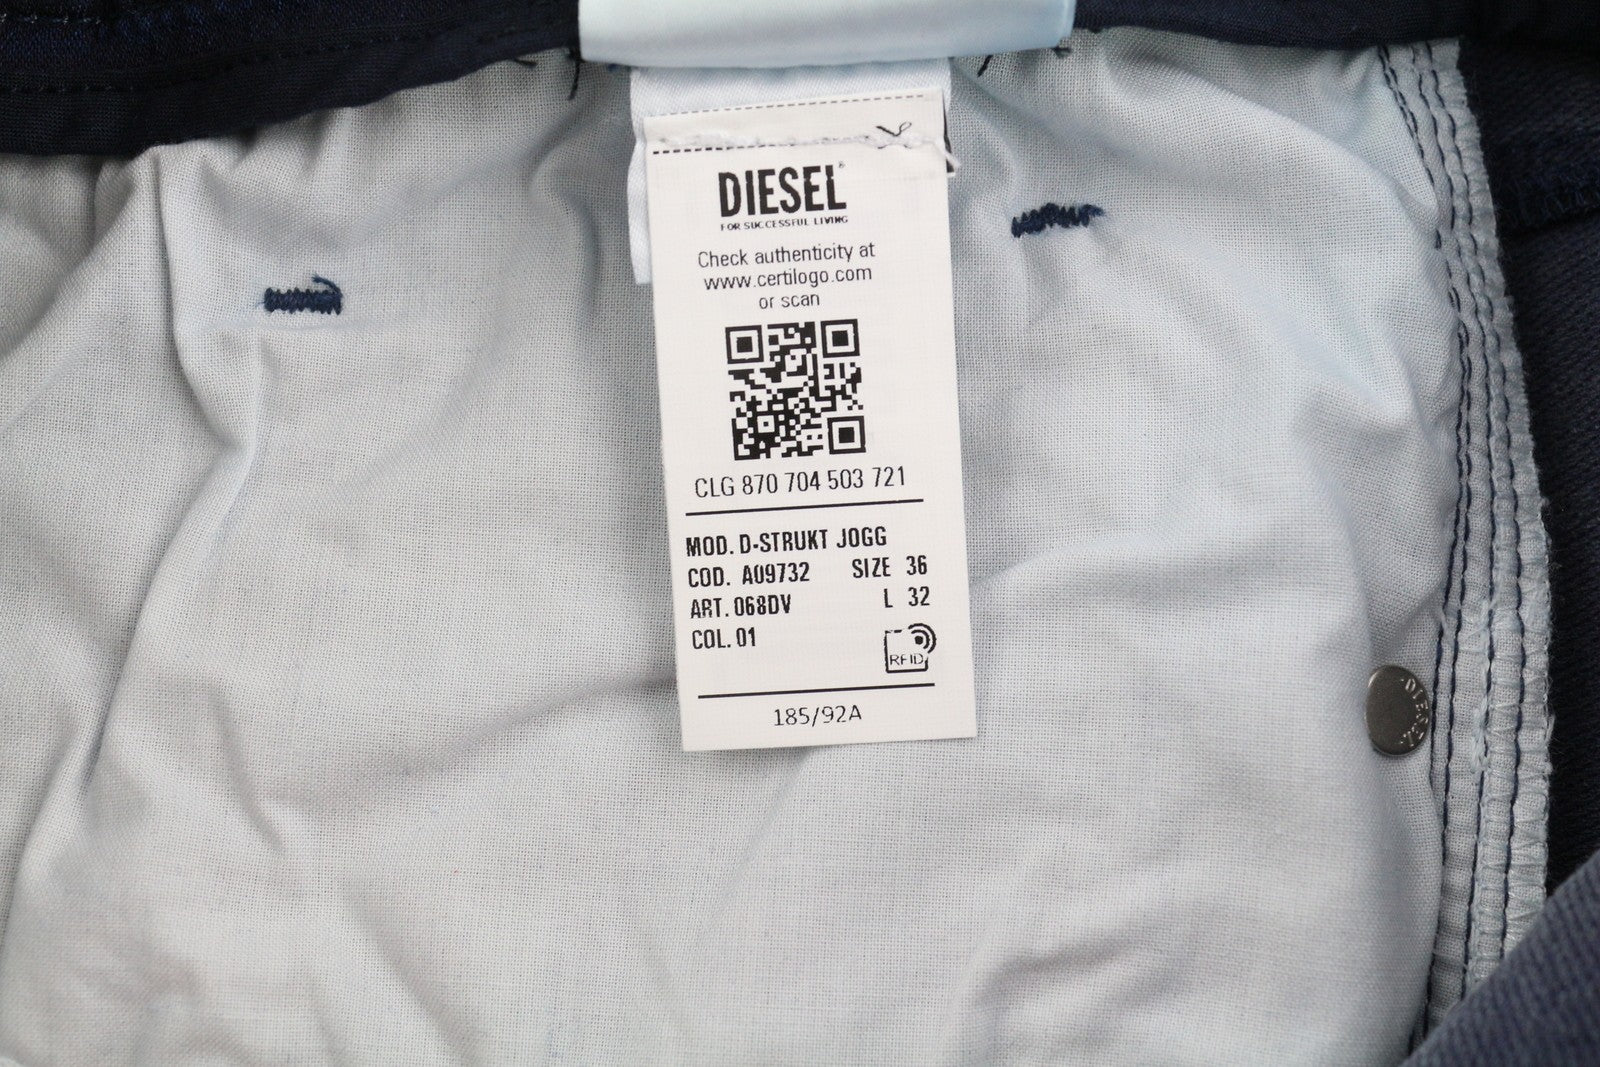 DIESEL®
FOR SUCCESSFUL LIVING
Check authenticity at
www.certilogo.com
or scan
CLG 870 704 503 721
MOD. D-STRUKT JOGG
COD. A09732 SIZE 36
ART. 068DV L 32
COL. 01
RFID
185/92A
DIESEL